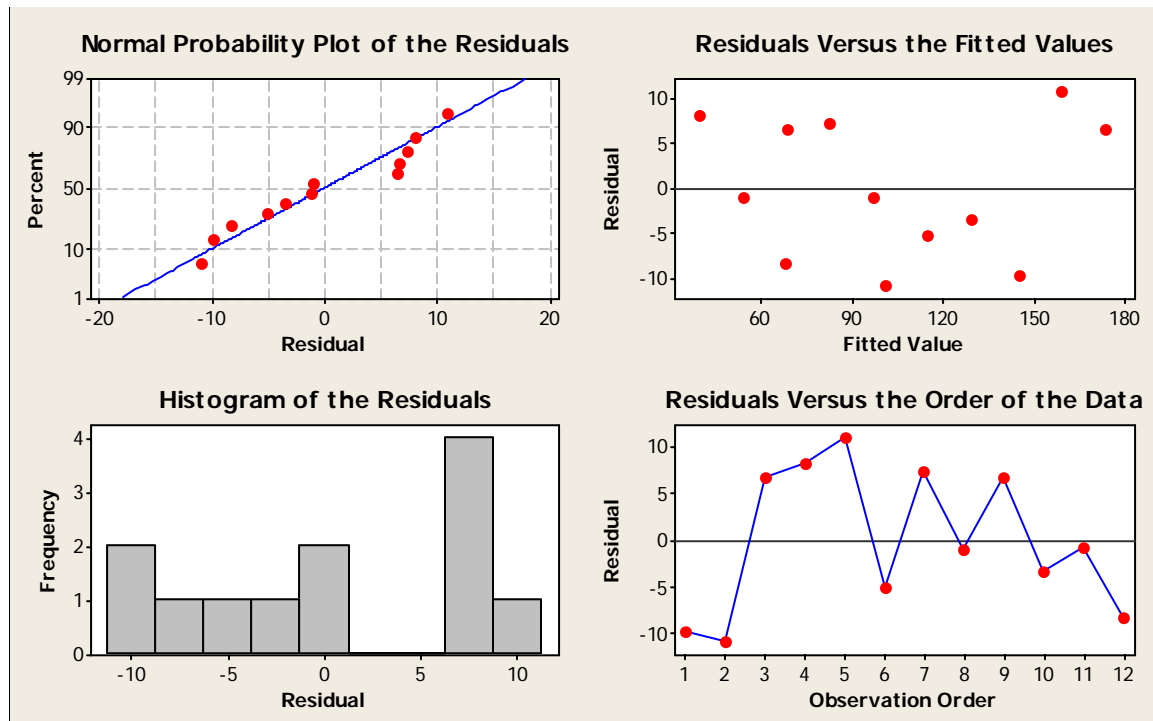 Normal Probability Plot of the Residuals
99
90
50
10
1
Percent
-20 -10 0 10 20
Residual
Residuals Versus the Fitted Values
10
5
0
-5
-10
Residual
60 90 120 150 180
Fitted Value
Histogram of the Residuals
4
3
2
1
0
Frequency
-10 -5 0 5 10
Residual
Residuals Versus the Order of the Data
10
5
0
-5
-10
Residual
1 2 3 4 5 6 7 8 9 10 11 12
Observation Order